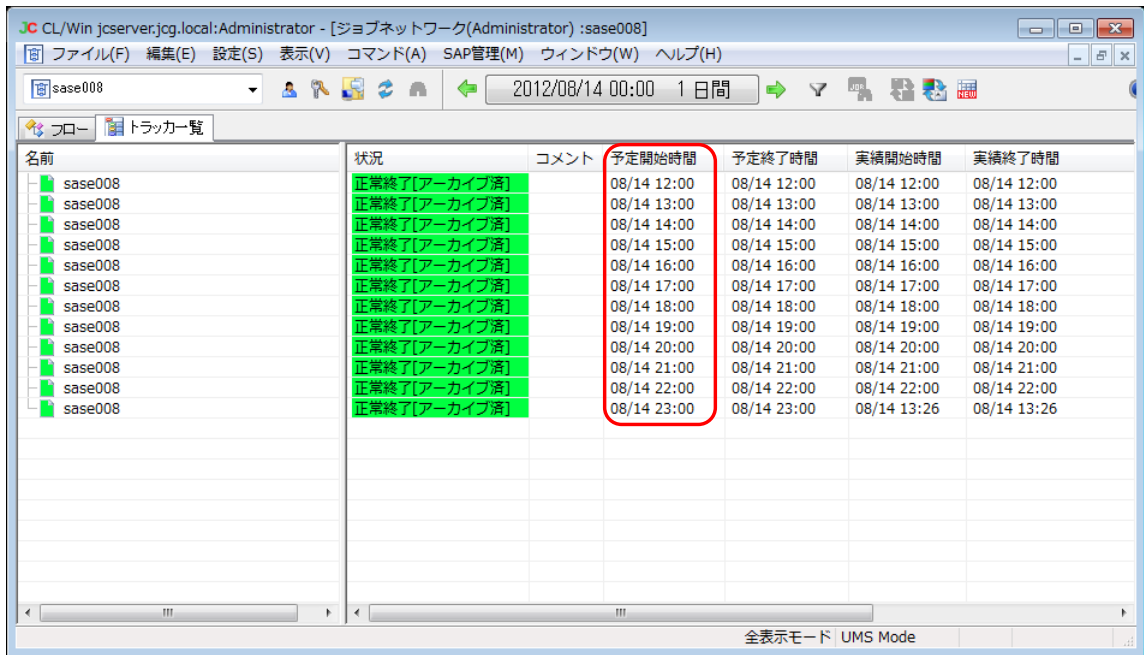 JC CL/Win jcserver.jcg.local:Administrator - [ジョブネットワーク(Administrator) :sase008]
ファイル(F) 編集(E) 設定(S) 表示(V) コマンド(A) SAP管理(M) ウィンドウ(W) ヘルプ(H)
sase008 2012/08/14 00:00 1 日間 JOB NEW
フロー トラッカー覧
名前 状況 コメント 予定開始時間 予定終了時間 実績開始時間 実績終了時間
sase008 正常終了[アーカイブ済] 08/14 12:00 08/14 12:00 08/14 12:00 08/14 12:00
sase008 正常終了[アーカイブ済] 08/14 13:00 08/14 13:00 08/14 13:00 08/14 13:00
sase008 正常終了[アーカイブ済] 08/14 14:00 08/14 14:00 08/14 14:00 08/14 14:00
sase008 正常終了[アーカイブ済] 08/14 15:00 08/14 15:00 08/14 15:00 08/14 15:00
sase008 正常終了[アーカイブ済] 08/14 16:00 08/14 16:00 08/14 16:00 08/14 16:00
sase008 正常終了[アーカイブ済] 08/14 17:00 08/14 17:00 08/14 17:00 08/14 17:00
sase008 正常終了[アーカイブ済] 08/14 18:00 08/14 18:00 08/14 18:00 08/14 18:00
sase008 正常終了[アーカイブ済] 08/14 19:00 08/14 19:00 08/14 19:00 08/14 19:00
sase008 正常終了[アーカイブ済] 08/14 20:00 08/14 20:00 08/14 20:00 08/14 20:00
sase008 正常終了[アーカイブ済] 08/14 21:00 08/14 21:00 08/14 21:00 08/14 21:00
sase008 正常終了[アーカイブ済] 08/14 22:00 08/14 22:00 08/14 22:00 08/14 22:00
sase008 正常終了[アーカイブ済] 08/14 23:00 08/14 23:00 08/14 13:26 08/14 13:26
全表示モード UMS Mode